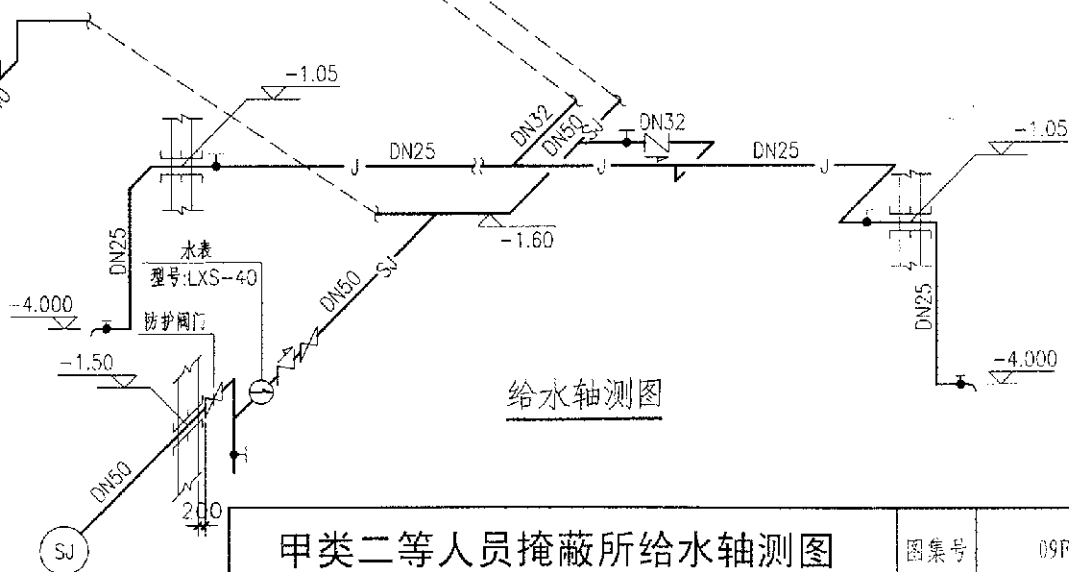 -1.05
DN32
DN50
SJ
DN32
-1.05
DN25
J
J
DN25
J
-1.60
DN25
水表
型号:LXS-40
SJ
DN50
DN25
-4.000
防护阀门
-1.50
-4.000
给水轴测图
DN50
200
SJ
甲类二等人员掩蔽所给水轴测图
图集号